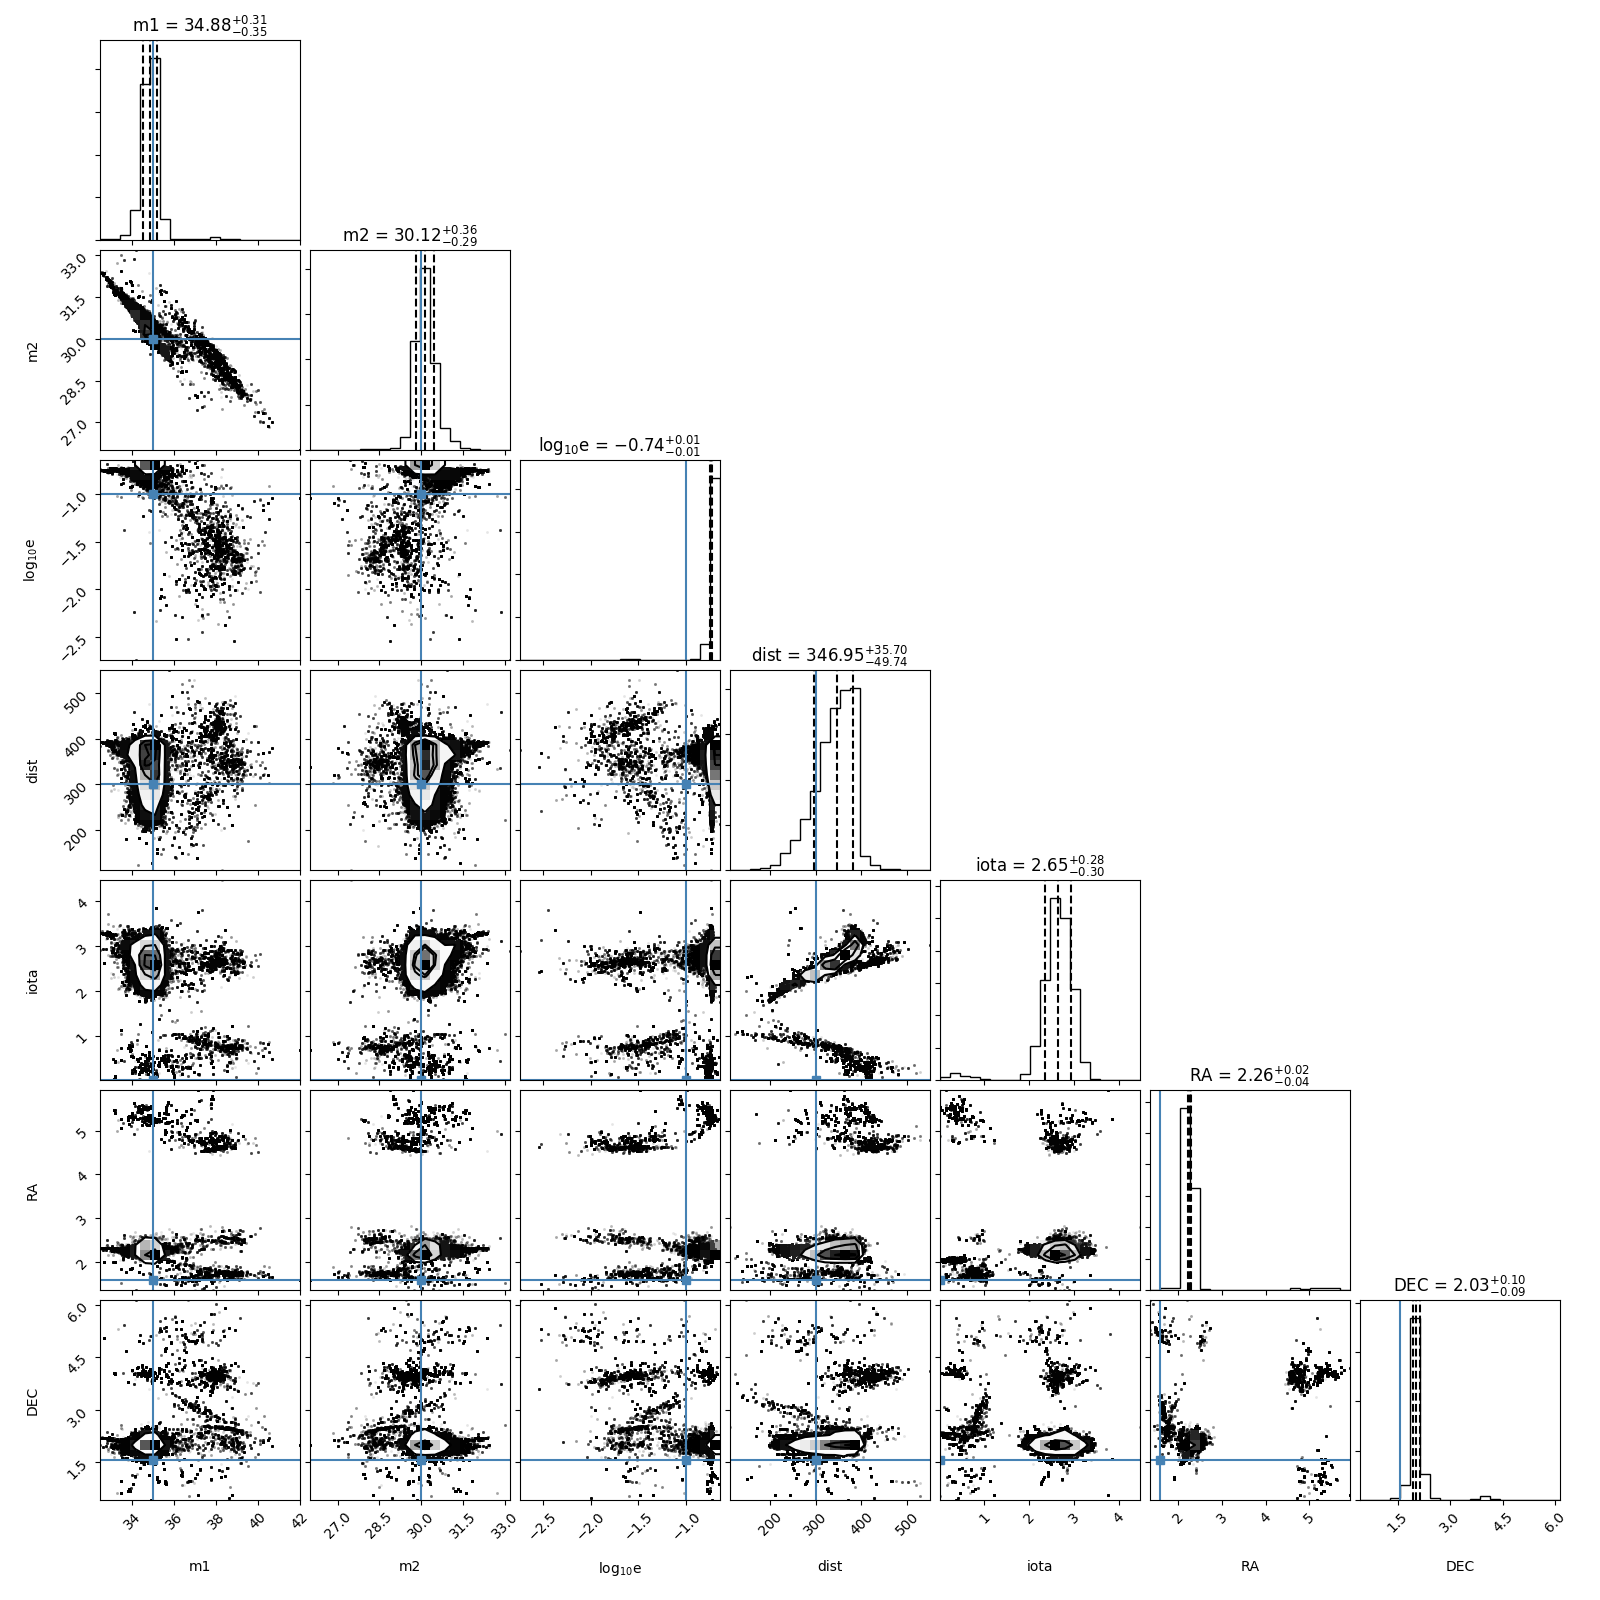 m1 = 34.88+0.31−0.35
m2 = 30.12+0.36−0.29
33.0
31.5
30.0
28.5
27.0
m2
log10e = −0.74+0.01−0.01
−1.0
−1.5
−2.0
−2.5
log10e
dist = 346.95+35.70−49.74
500
400
300
200
dist
iota = 2.65+0.28−0.30
4
3
2
1
iota
RA = 2.26+0.02−0.04
5
4
3
2
RA
DEC = 2.03+0.10−0.09
6.0
4.5
3.0
1.5
DEC
34 36 38 40 42 27.0 28.5 30.0 31.5 33.0 −2.5 −2.0 −1.5 −1.0 200 300 400 500 1 2 3 4 2 3 4 5 1.5 3.0 4.5 6.0
m1 m2 log10e dist iota RA DEC